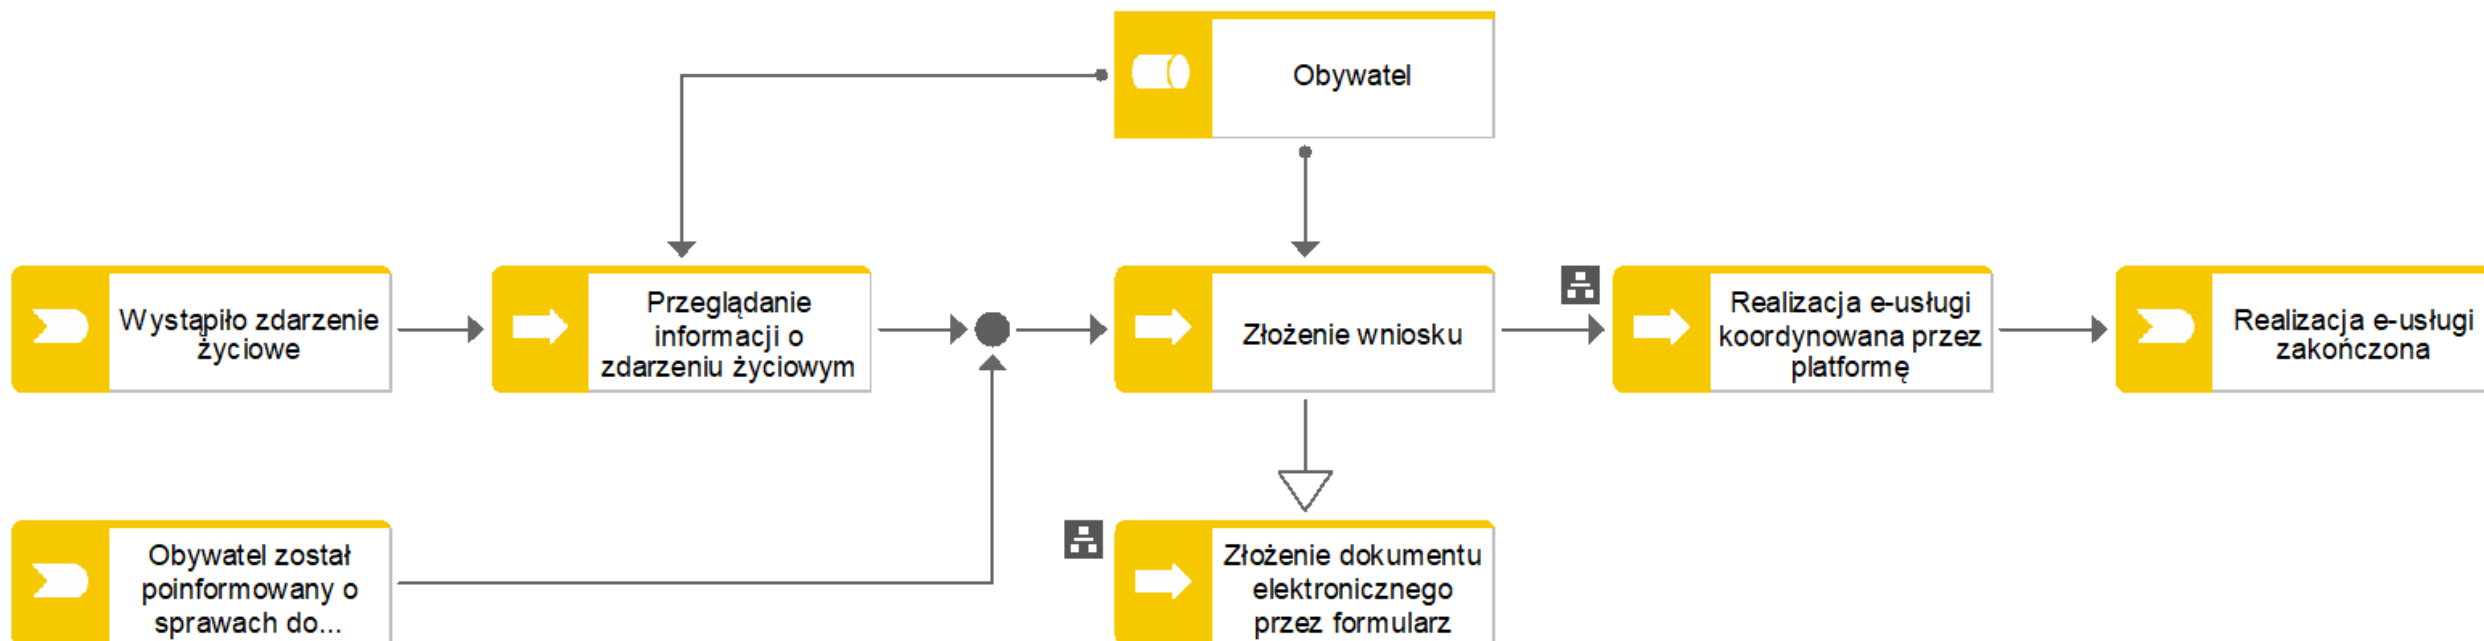 Obywatel
Wystąpiło zdarzenie
życiowe
Przeglądanie
informacji o
zdarzeniu życiowym
Złożenie wniosku
Realizacja e-usługi
koordynowana przez
platformę
Realizacja e-usługi
zakończona
Obywatel został
poinformowany o
sprawach do...
Złożenie dokumentu
elektronicznego
przez formularz